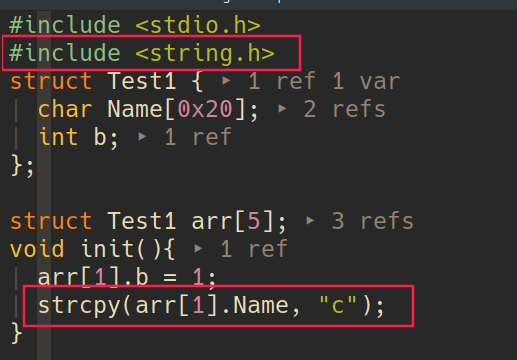 #include <stdio.h>
#include <string.h>
struct Test1 { ▸ 1 ref 1 var
char Name[0x20]; ▸ 2 refs
int b; ▸ 1 ref
};
struct Test1 arr[5]; ▸ 3 refs
void init(){ ▸ 1 ref
arr[1].b = 1;
strcpy(arr[1].Name, "c");
}